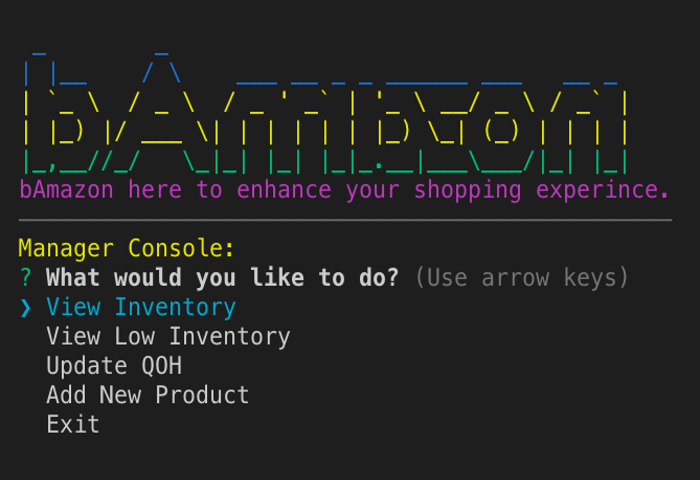 bAmazon
bAmazon here to enhance your shopping experince.
Manager Console:
? What would you like to do? (Use arrow keys)
❯ View Inventory
View Low Inventory
Update QOH
Add New Product
Exit